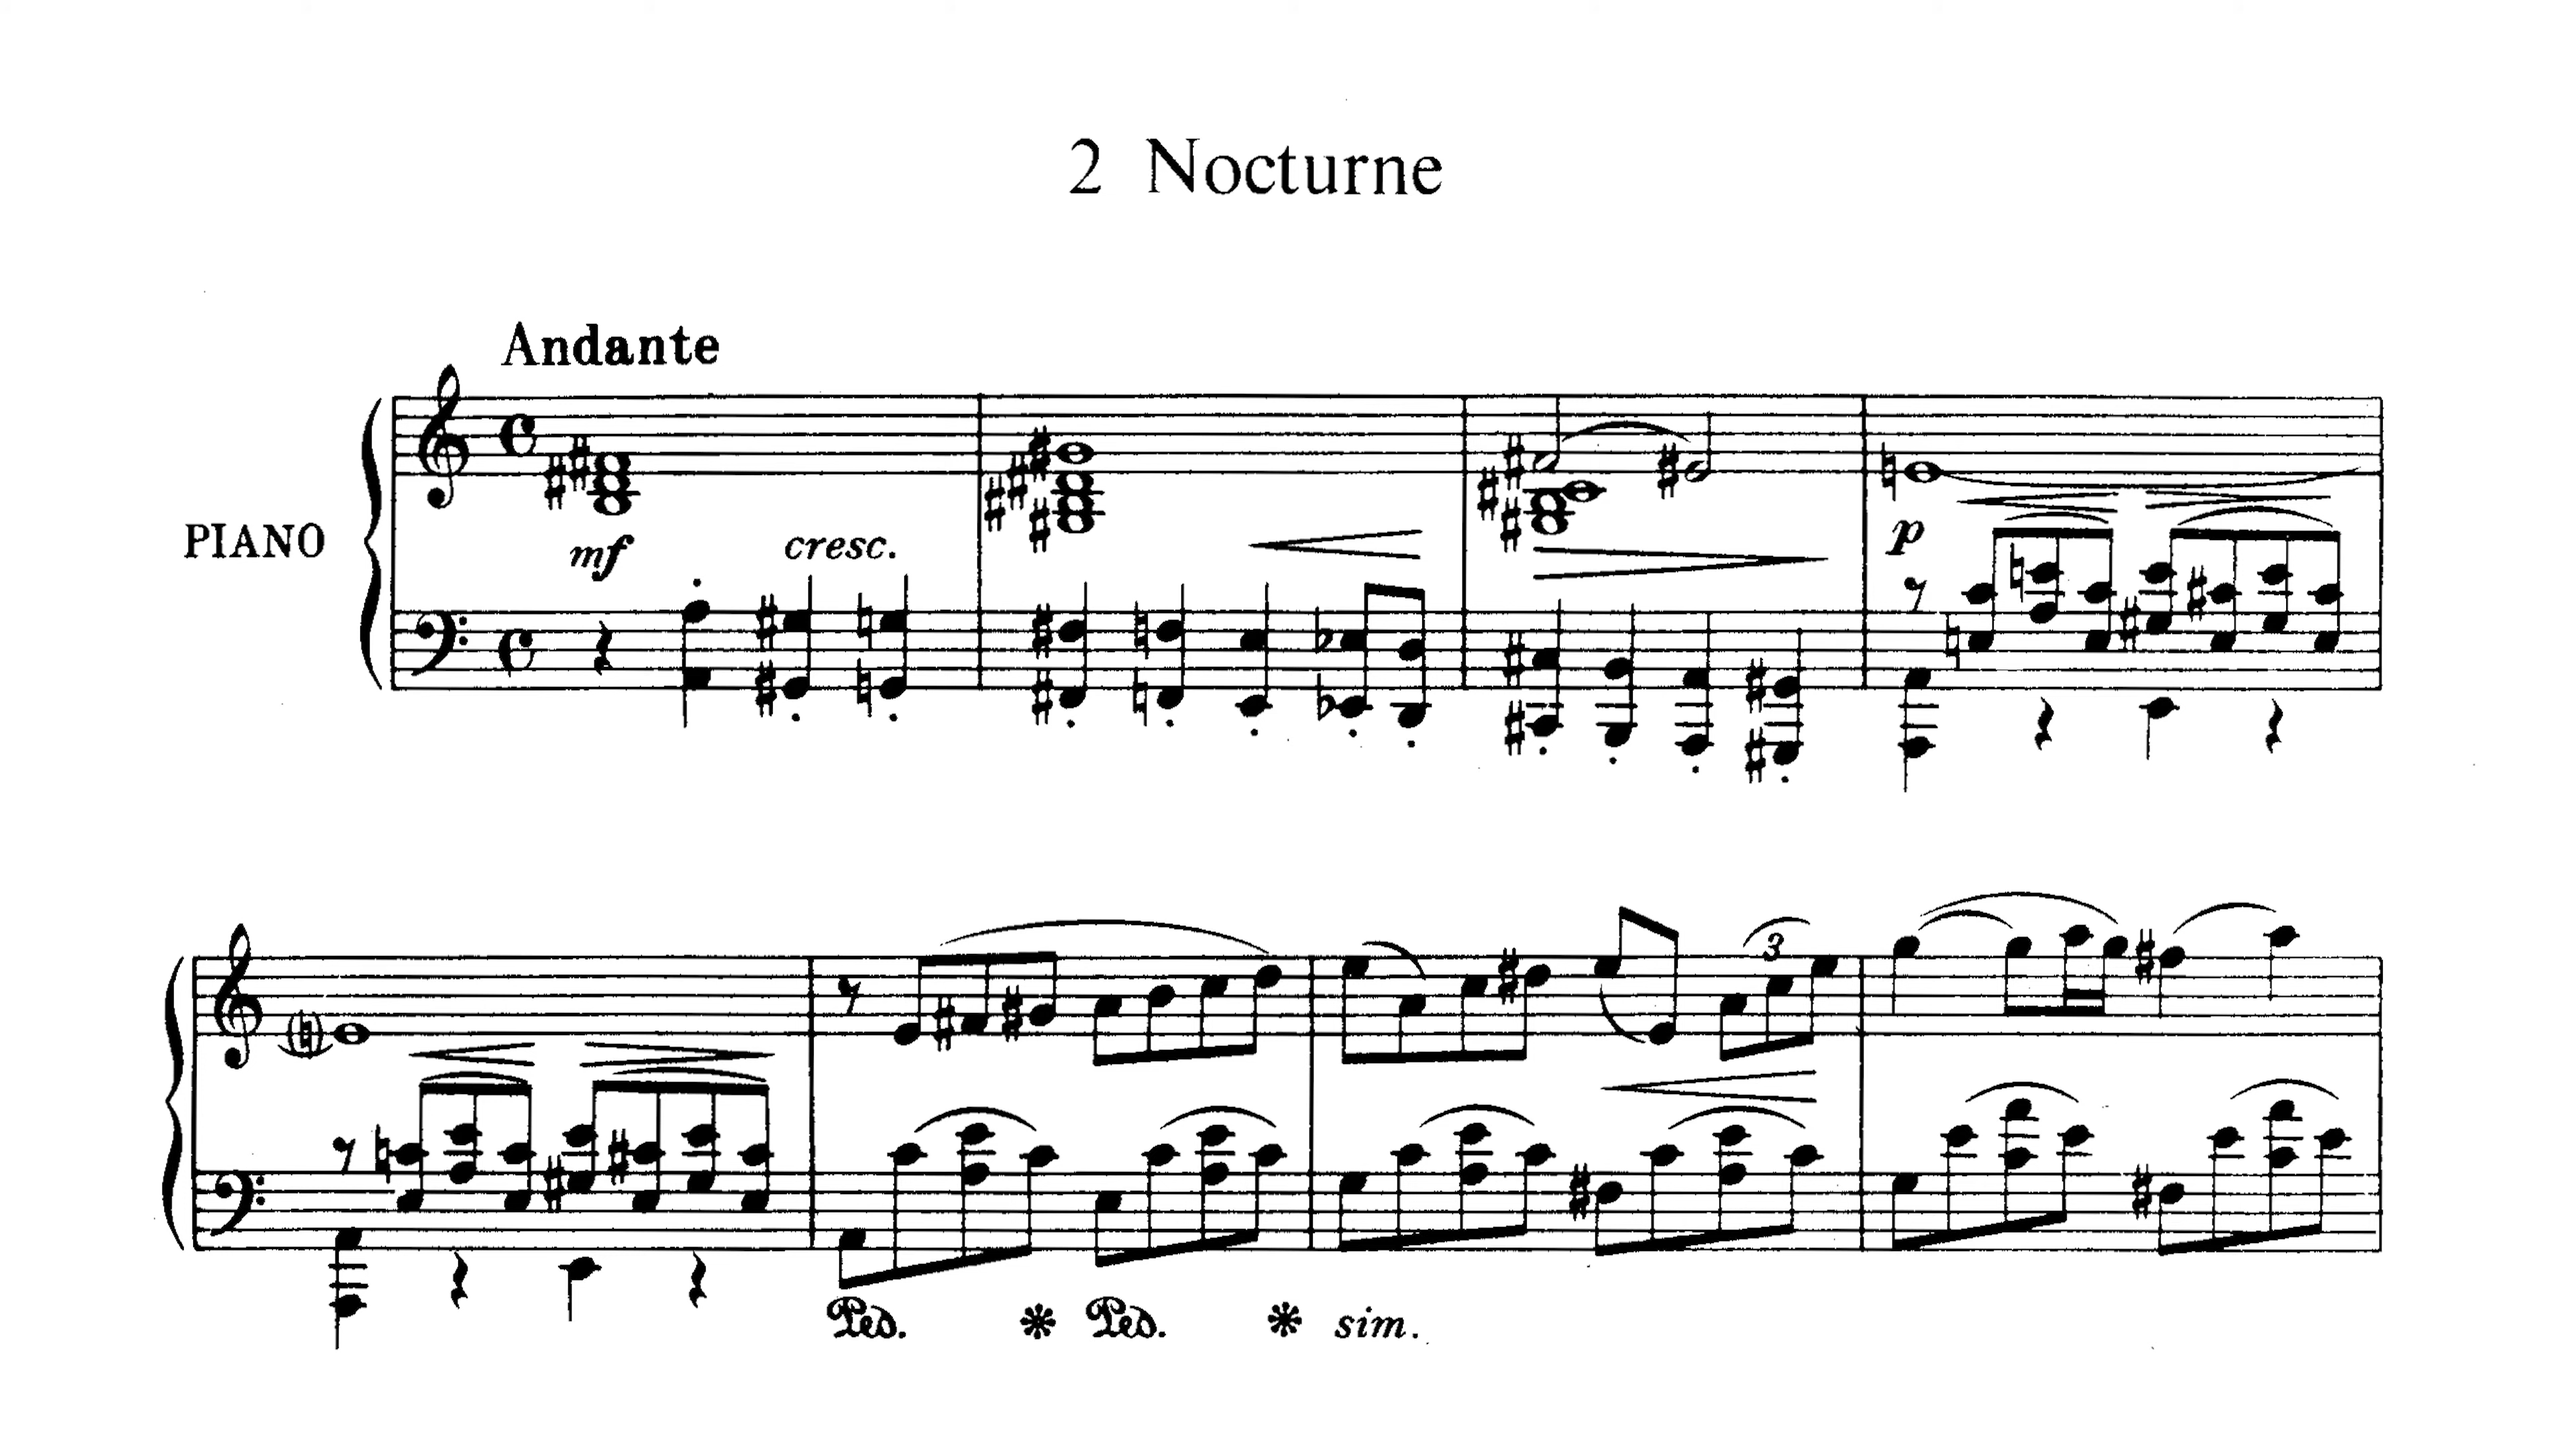 2 Nocturne
Andante
PIANO
mf cresc. p
3
Ped. * Ped. * sim.